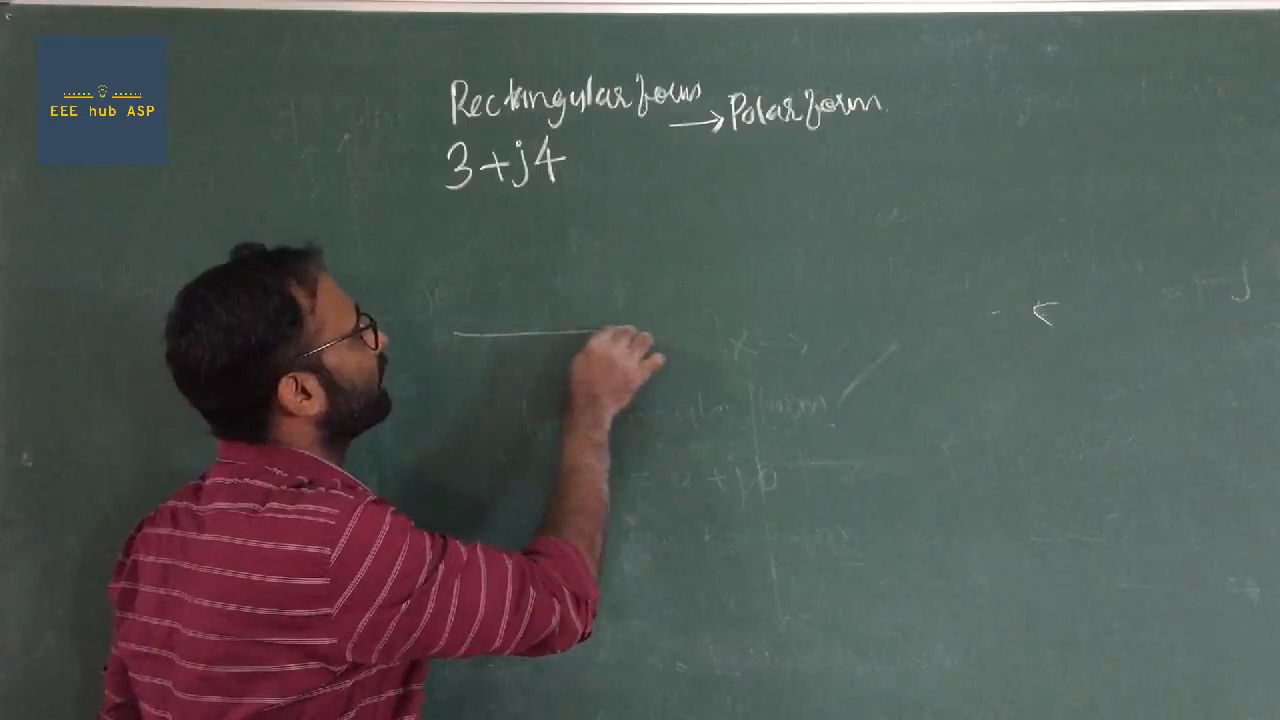 EEE hub ASP
Rectangular form → Polar form
3+j4